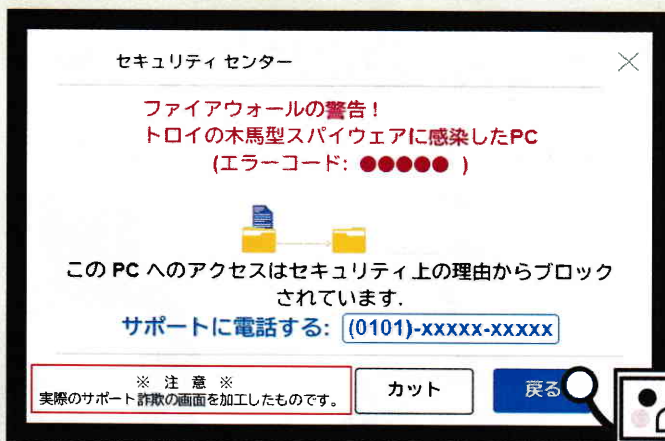 セキュリティ センター
ファイアウォールの警告！
トロイの木馬型スパイウェアに感染したPC
(エラーコード: ●●●●● )
この PC へのアクセスはセキュリティ上の理由からブロック
されています.
サポートに電話する: (0101)-xxxxx-xxxxx
※ 注 意 ※
実際のサポート詐欺の画面を加工したものです。
カット
戻る